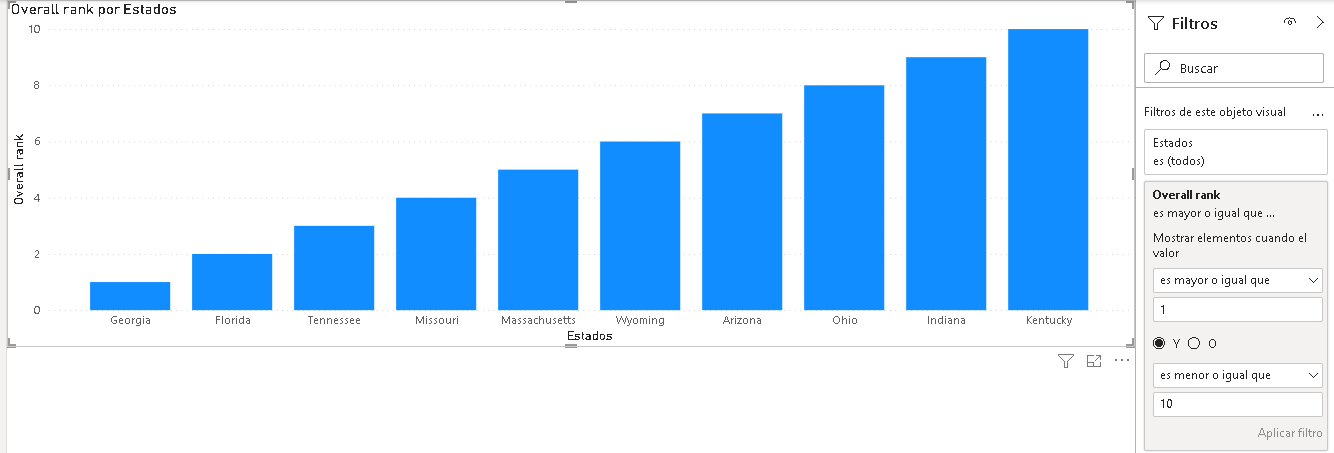 Overall rank por Estados
10
8
6
4
2
0
Overall rank
Georgia Florida Tennessee Missouri Massachusetts Wyoming Arizona Ohio Indiana Kentucky
Estados
Filtros
Buscar
Filtros de este objeto visual ...
Estados
es (todos)
Overall rank
es mayor o igual que ...
Mostrar elementos cuando el
valor
es mayor o igual que
1
Y O
es menor o igual que
10
Aplicar filtro